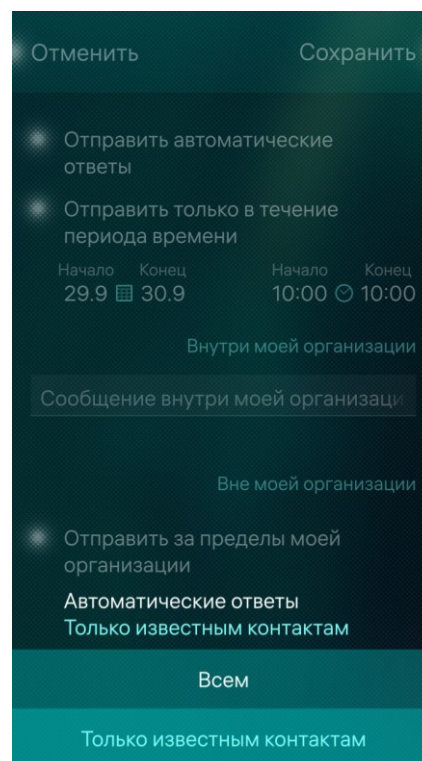 Отменить Сохранить
Отправить автоматические
ответы
Отправить только в течение
периода времени
Начало Конец Начало Конец
29.9 30.9 10:00 10:00
Внутри моей организации
Сообщение внутри моей организаци
Вне моей организации
Отправить за пределы моей
организации
Автоматические ответы
Только известным контактам
Всем
Только известным контактам